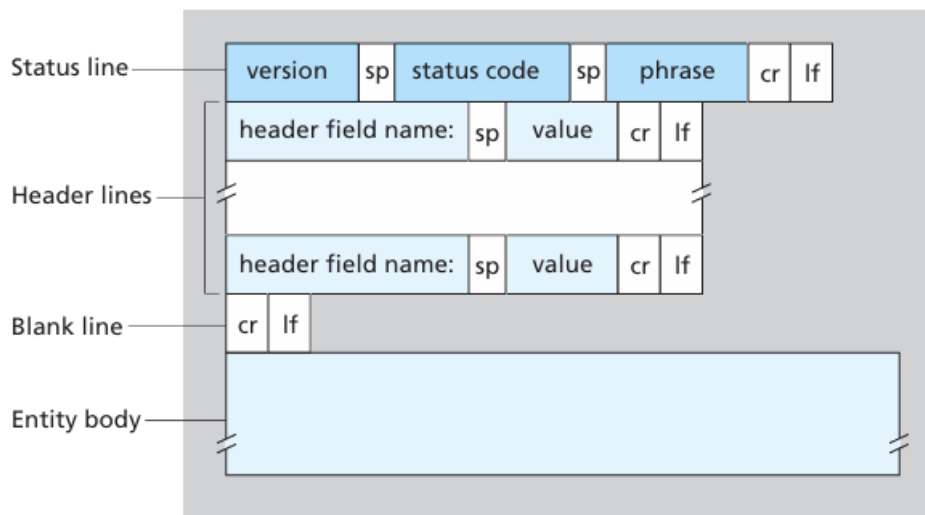 Status line version sp status code sp phrase cr lf
header field name: sp value cr lf
Header lines
header field name: sp value cr lf
Blank line cr lf
Entity body